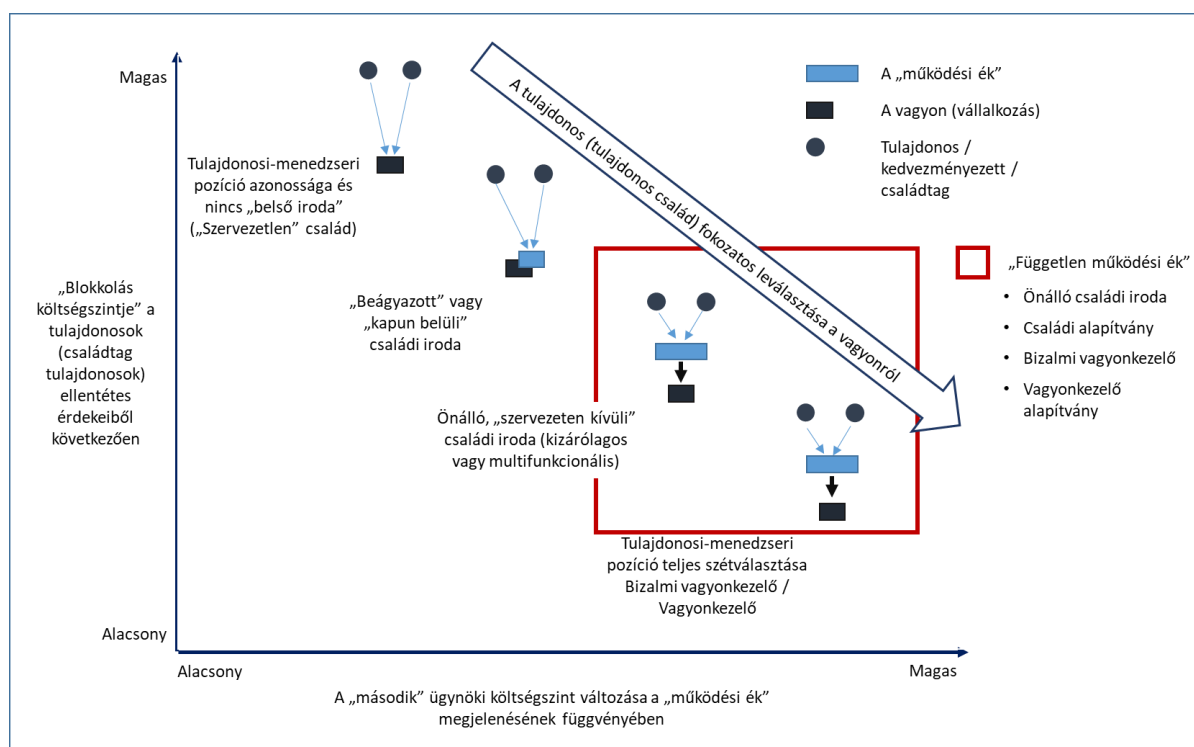 Magas
Tulajdonosi-menedzseri
pozíció azonossága és
nincs „belső iroda”
(„Szervezetlen” család)
„Blokkolás
költségszintje” a
tulajdonosok
(családtag
tulajdonosok)
ellentétes
érdekeiből
következően
„Beágyazott” vagy
„kapun belüli”
családi iroda
A tulajdonos (tulajdonos család) fokozatos leválasztása a vagyonról
A „működési ék”
A vagyon (vállalkozás)
Tulajdonos /
kedvezményezett /
családtag
„Független működési ék”
• Önálló családi iroda
• Családi alapítvány
• Bizalmi vagyonkezelő
• Vagyonkezelő
alapítvány
Önálló, „szervezeten kívüli”
családi iroda (kizárólagos
vagy multifunkcionális)
Tulajdonosi-menedzseri
pozíció teljes szétválasztása
Bizalmi vagyonkezelő /
Vagyonkezelő
Alacsony
Alacsony
Magas
A „második” ügynöki költségszint változása a „működési ék”
megjelenésének függvényében